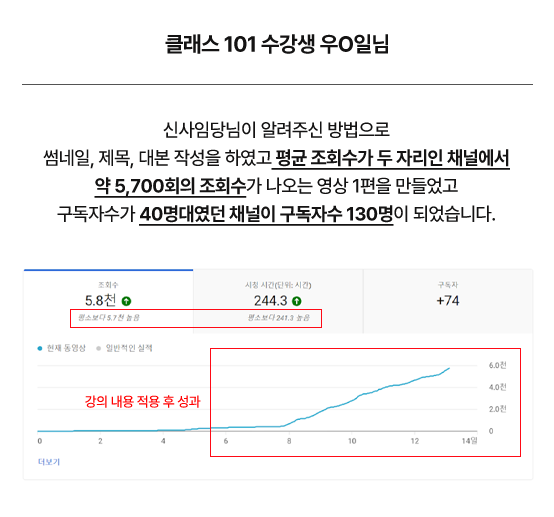 클래스 101 수강생 우O일님
신사임당님이 알려주신 방법으로
썸네일, 제목, 대본 작성을 하였고 평균 조회수가 두 자리인 채널에서
약 5,700회의 조회수가 나오는 영상 1편을 만들었고
구독자수가 40명대였던 채널이 구독자수 130명이 되었습니다.
조회수
5.8천
평소보다 5.7천 높음
시청 시간(단위: 시간)
244.3
평소보다 241.3 높음
구독자
+74
현재 동영상 일반적인 실적
강의 내용 적용 후 성과
6.0천
4.0천
2.0천
0
0 2 4 6 8 10 12 14일
더보기